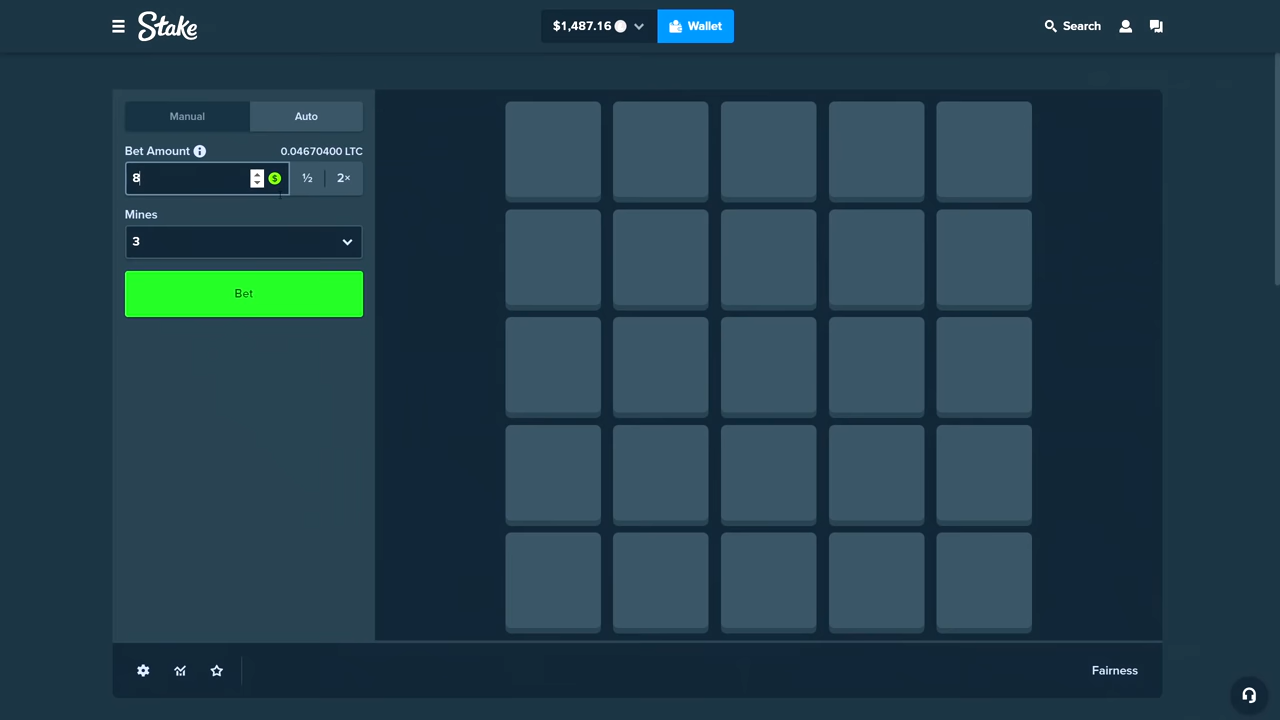 Stake
$1,487.16
Wallet
Search
Manual
Auto
Bet Amount
0.04670400 LTC
8
$
½
2×
Mines
3
Bet
Fairness